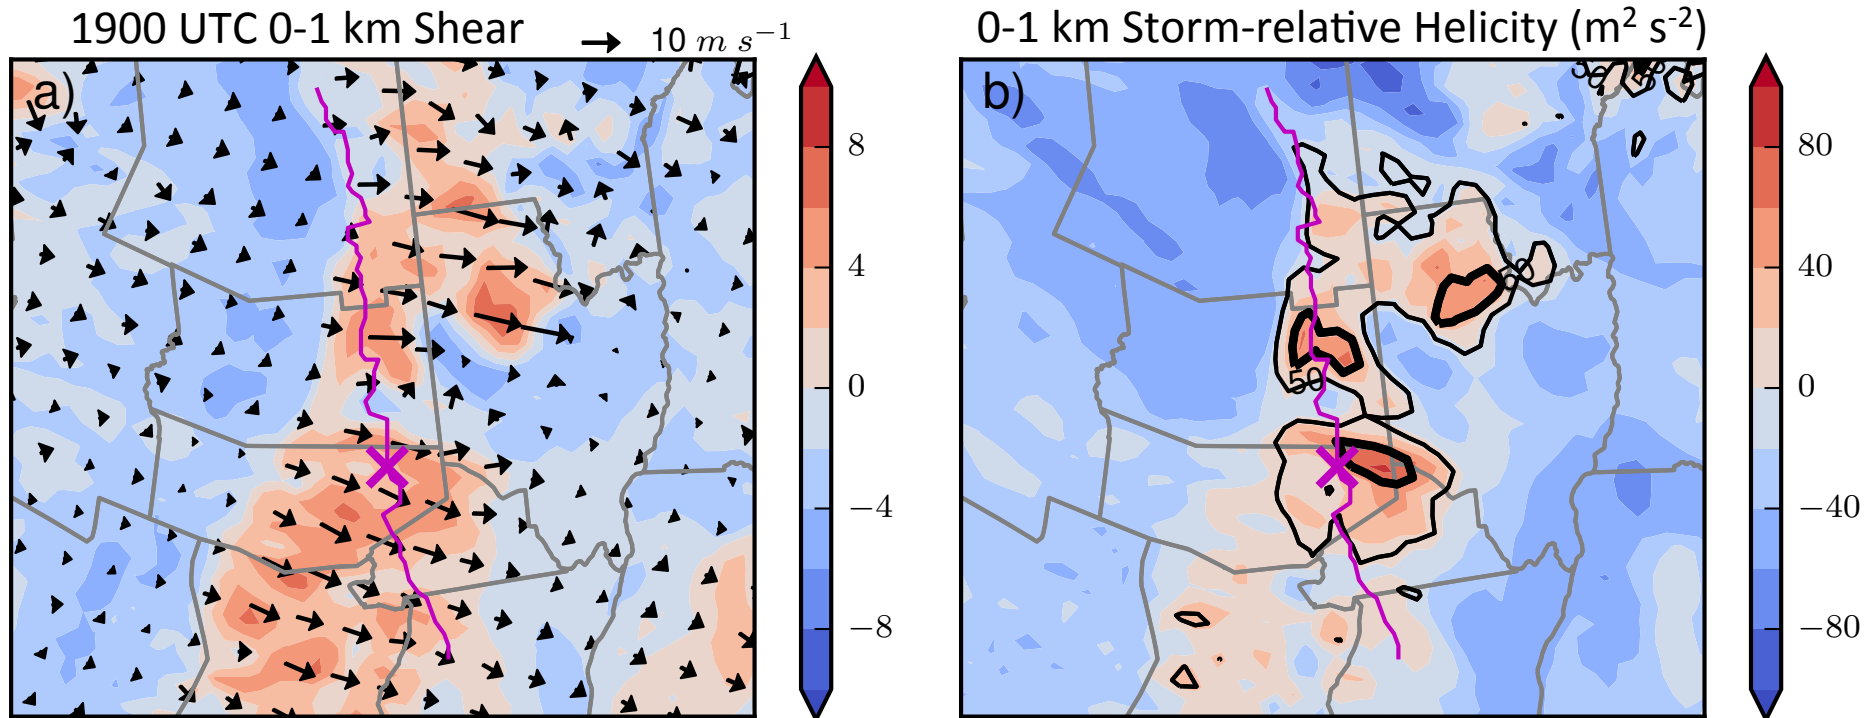 1900 UTC 0-1 km Shear
10 m s⁻¹
0-1 km Storm-relative Helicity (m² s⁻²)
a)
8
4
0
−4
−8
b)
50
80
40
0
−40
−80